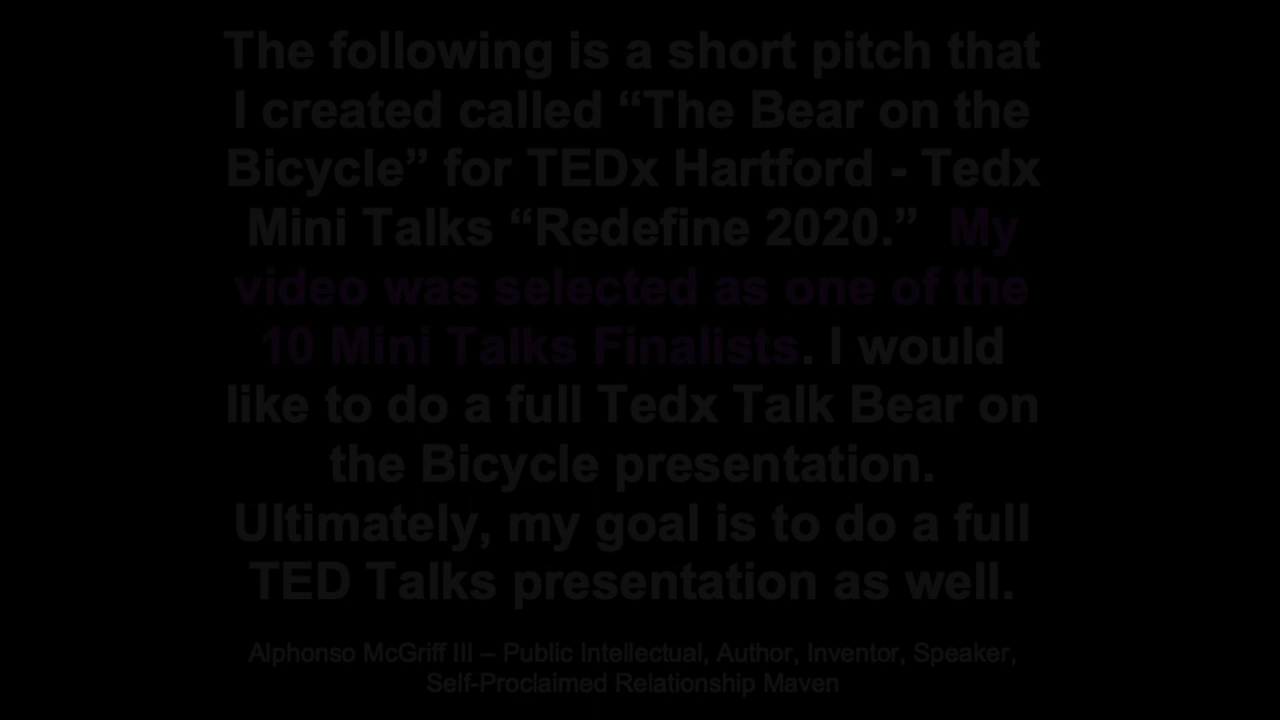 The following is a short pitch that
I created called “The Bear on the
Bicycle” for TEDx Hartford - Tedx
Mini Talks “Redefine 2020.”  My
video was selected as one of the
10 Mini Talks Finalists. I would
like to do a full Tedx Talk Bear on
the Bicycle presentation.
Ultimately, my goal is to do a full
TED Talks presentation as well.
Alphonso McGriff III – Public Intellectual, Author, Inventor, Speaker,
Self-Proclaimed Relationship Maven